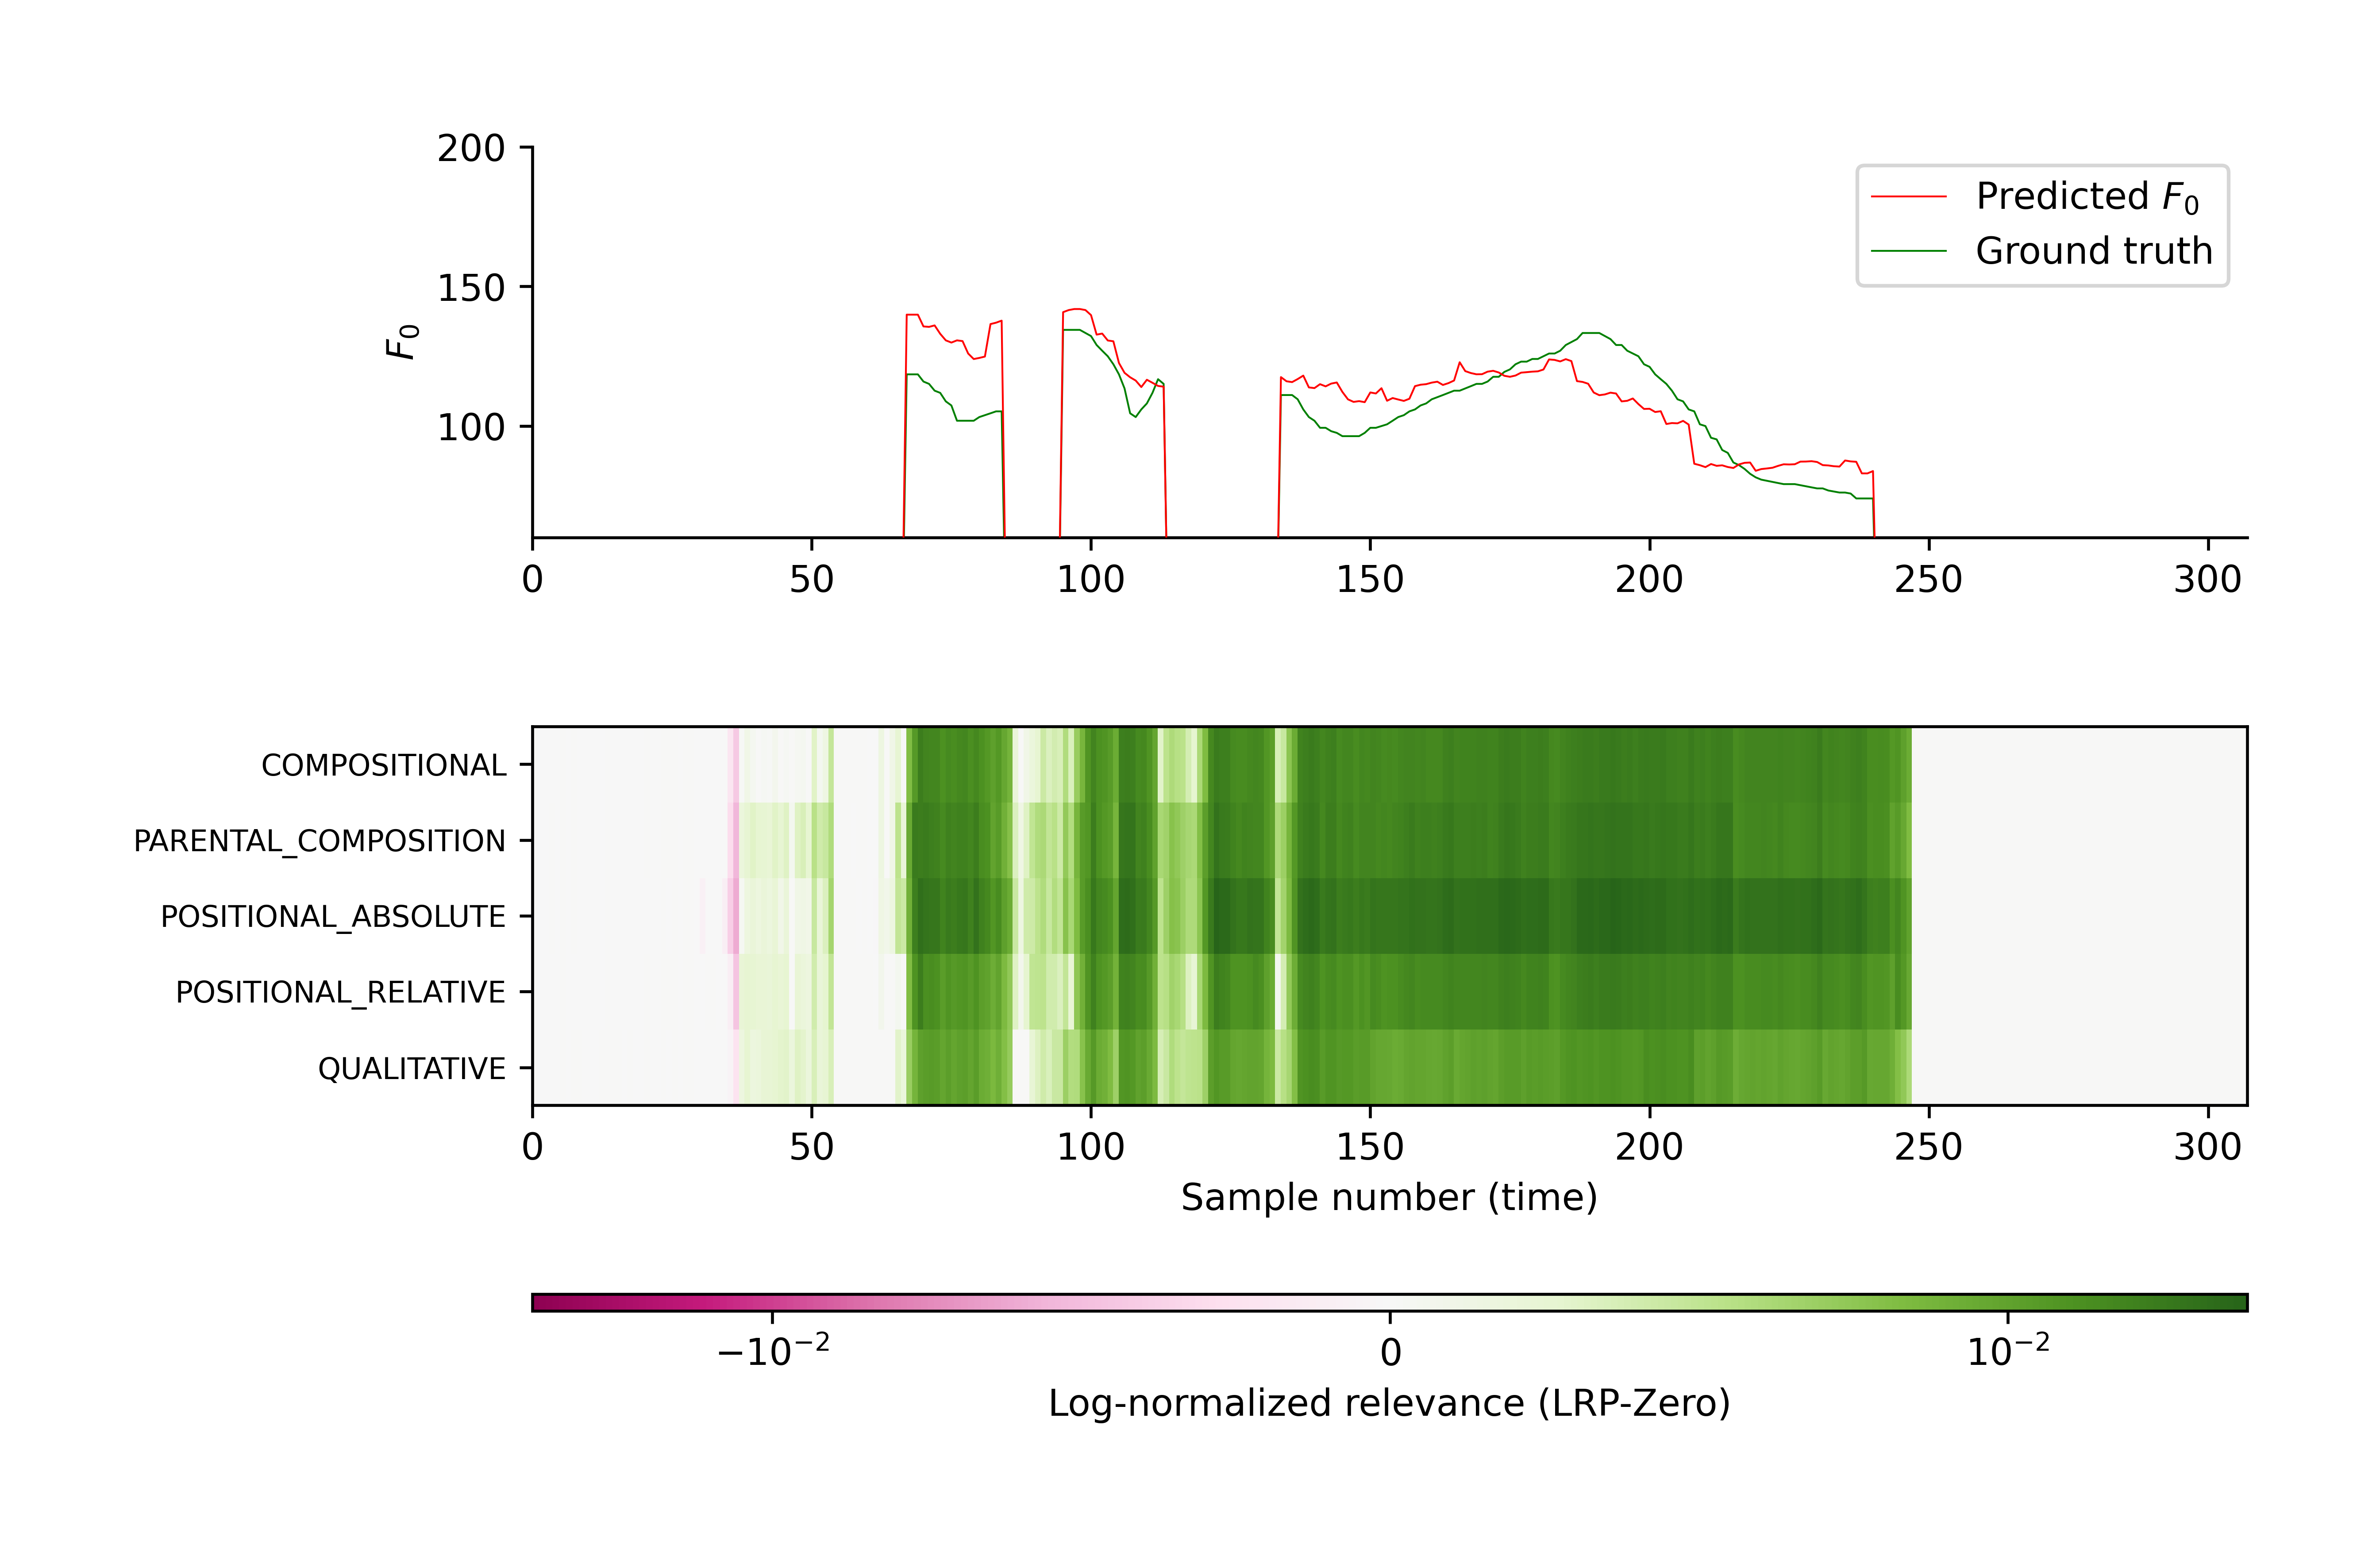 200
150
100
F₀
Predicted F₀
Ground truth
0 50 100 150 200 250 300
COMPOSITIONAL
PARENTAL_COMPOSITION
POSITIONAL_ABSOLUTE
POSITIONAL_RELATIVE
QUALITATIVE
0 50 100 150 200 250 300
Sample number (time)
−10⁻² 0 10⁻²
Log-normalized relevance (LRP-Zero)